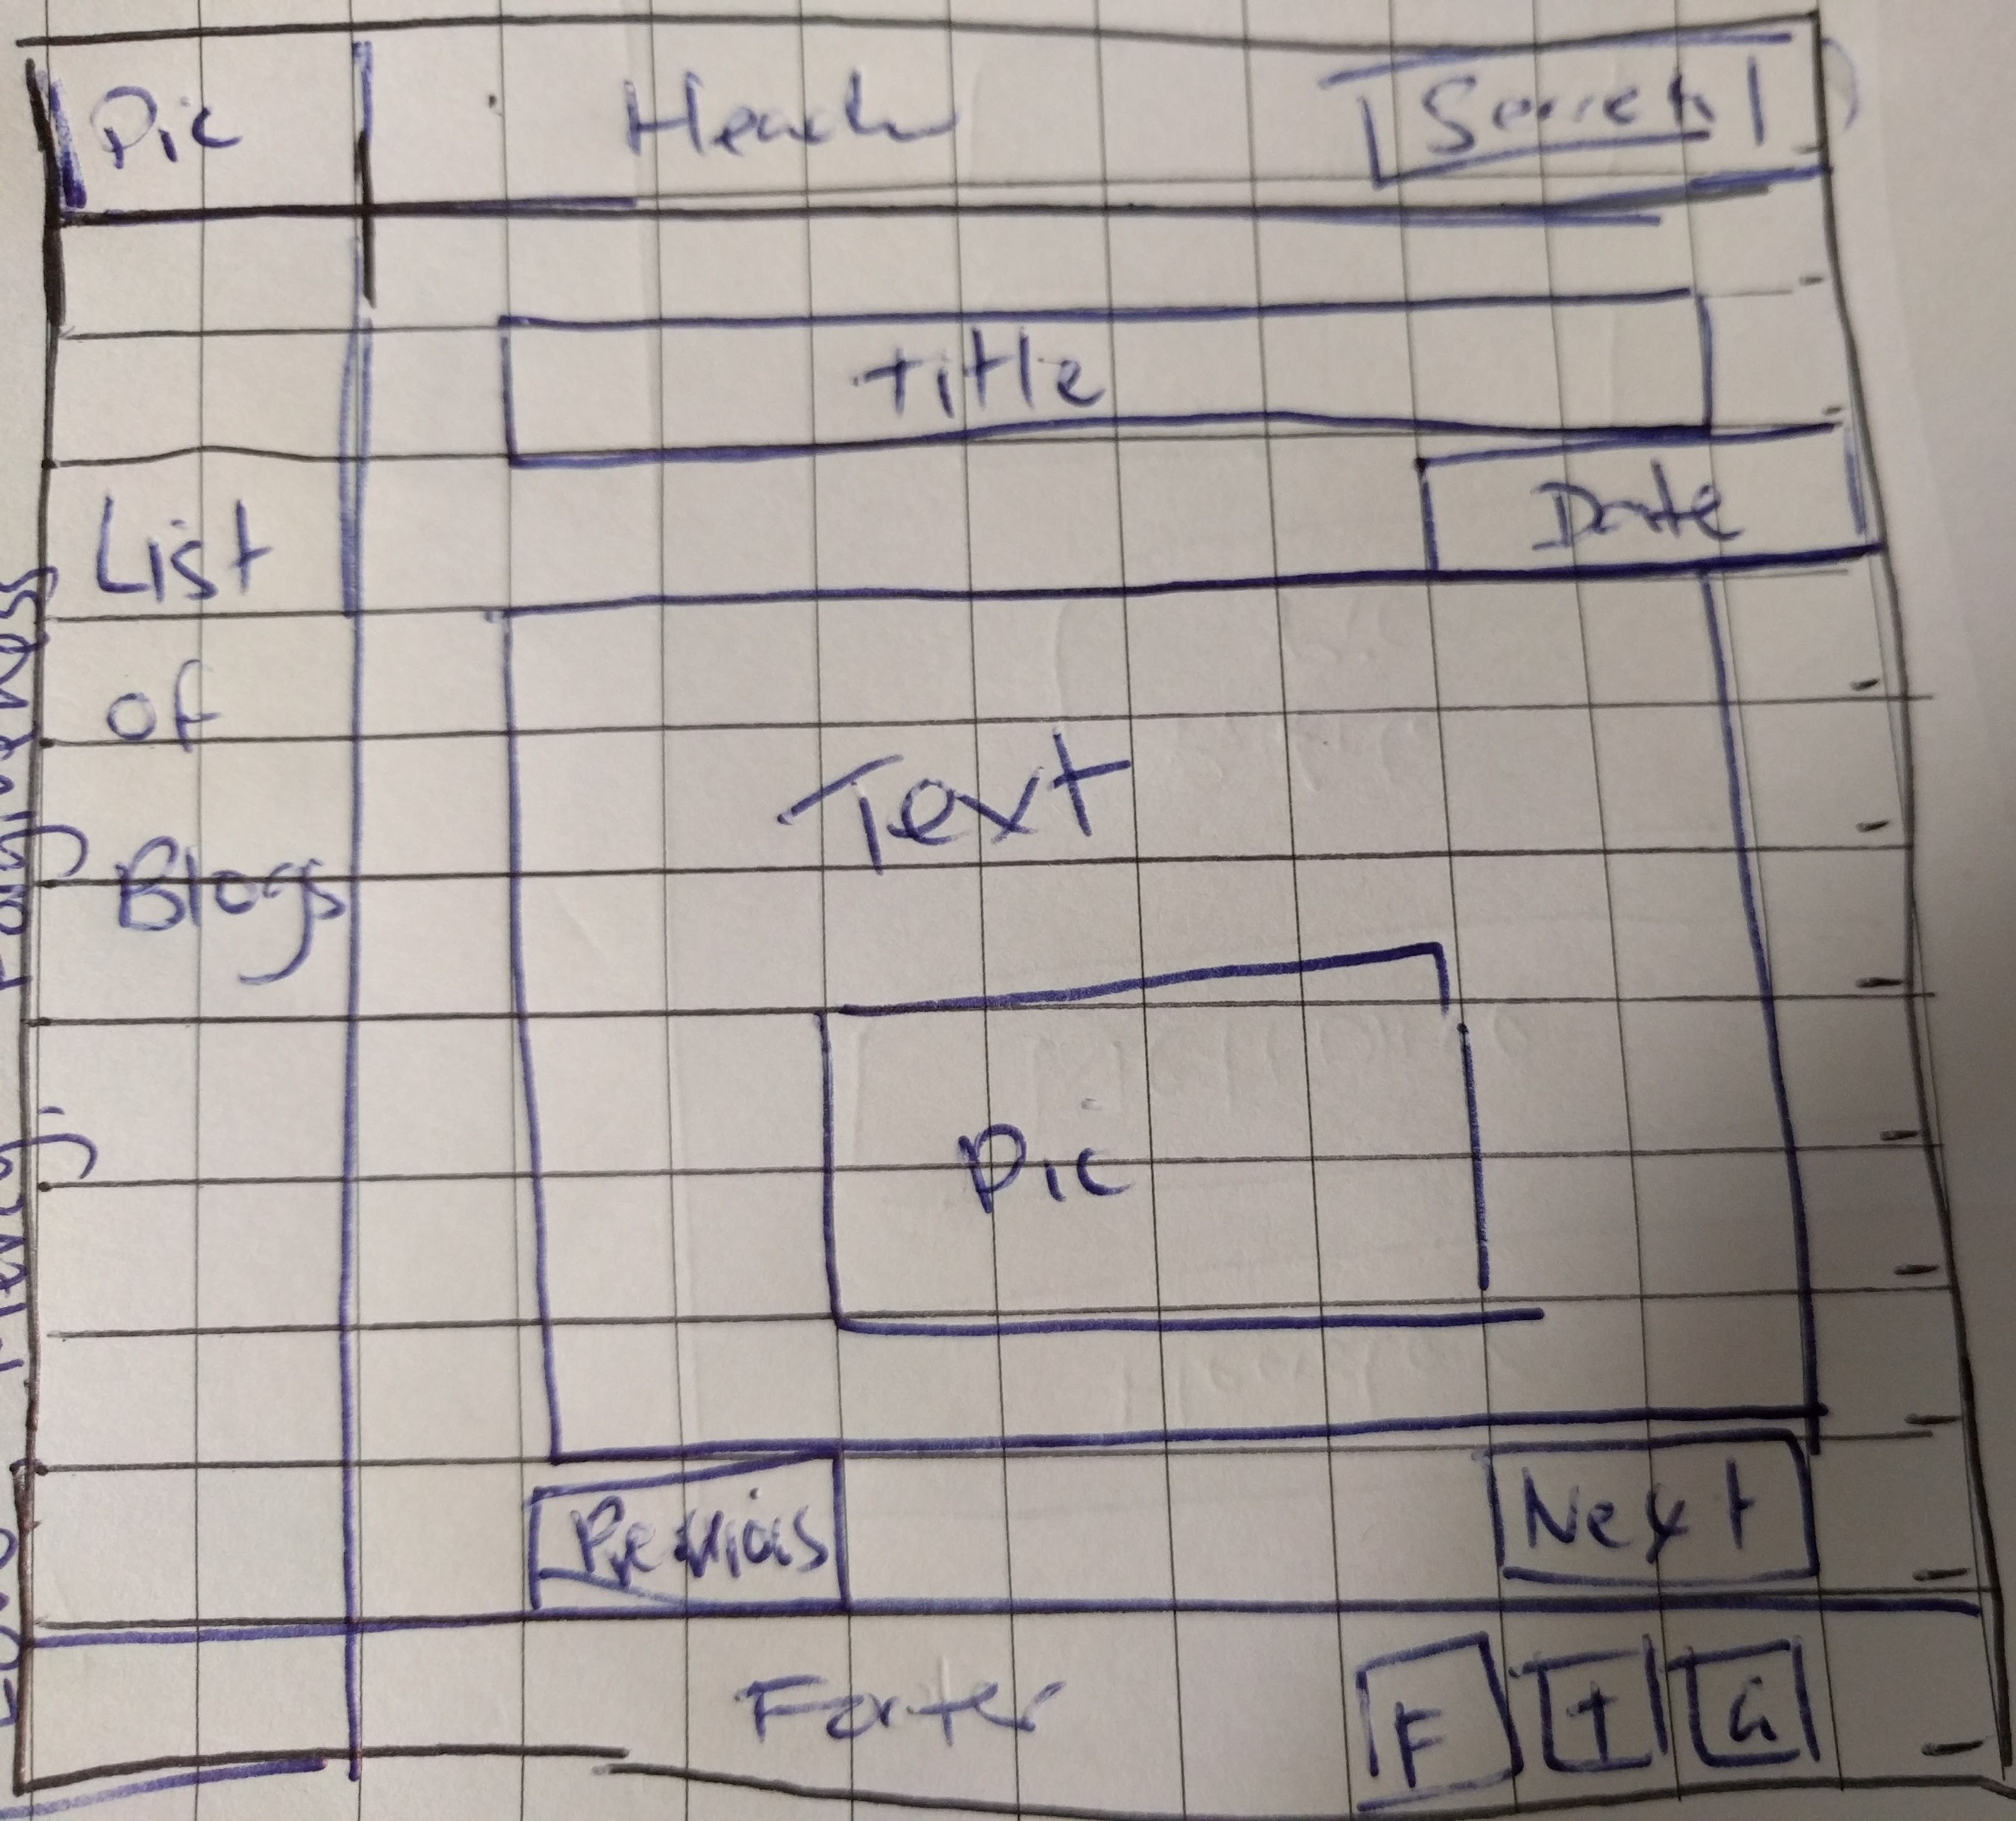 Pic
Header
Search
Title
Date
List
of
Blogs
Text
Pic
Previous
Next
Footer
F
t
G